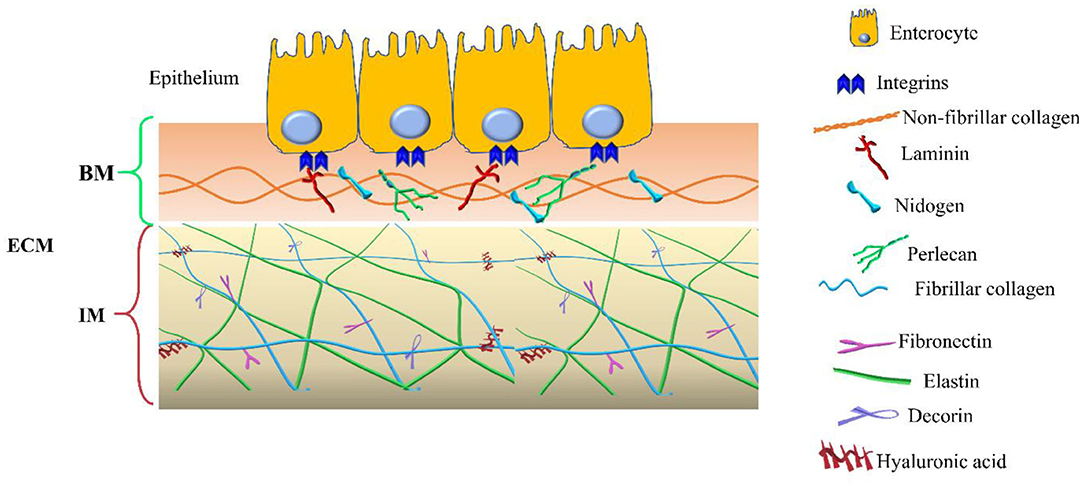 Epithelium
BM
ECM
IM
Enterocyte
Integrins
Non-fibrillar collagen
Laminin
Nidogen
Perlecan
Fibrillar collagen
Fibronectin
Elastin
Decorin
Hyaluronic acid